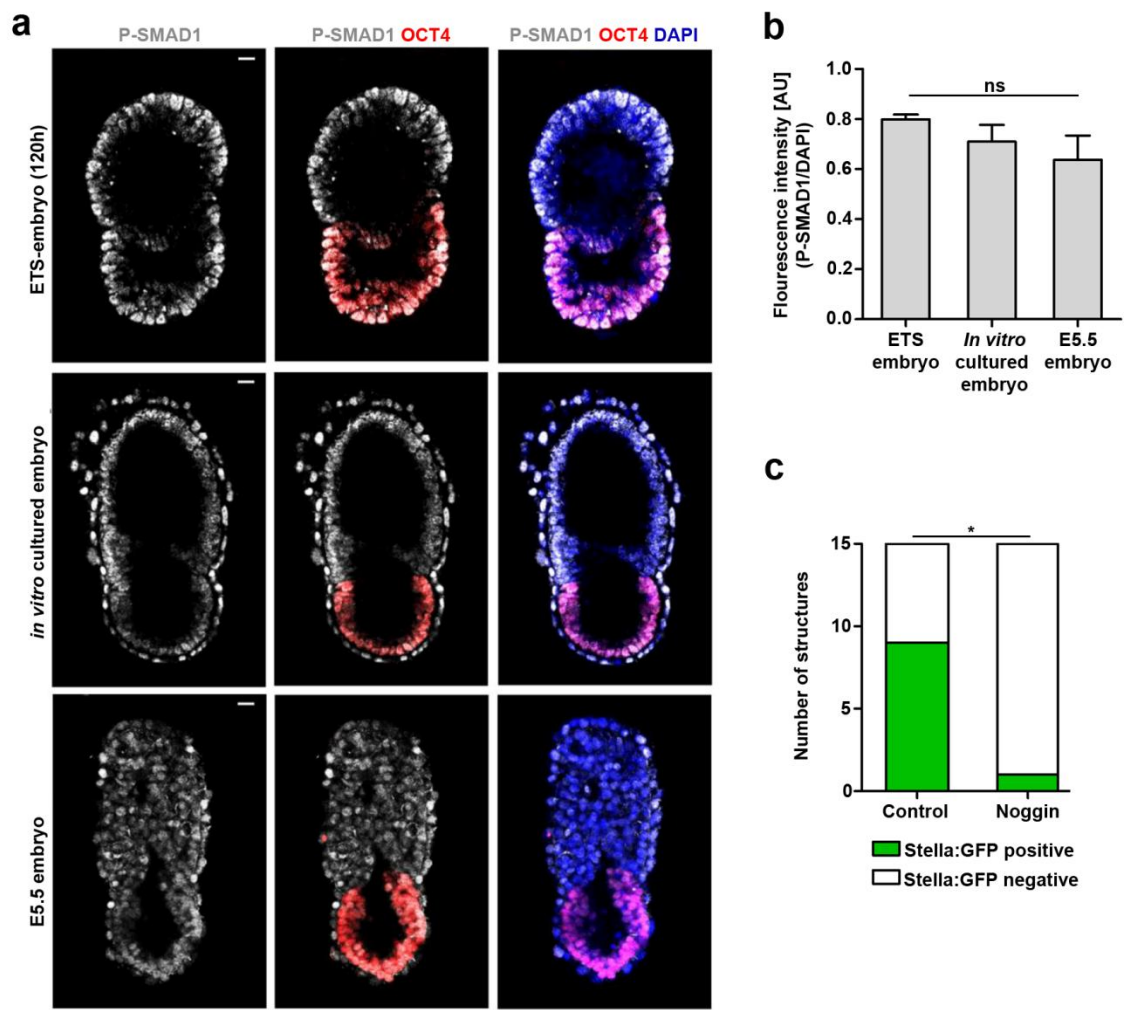 a
P-SMAD1
P-SMAD1 OCT4
P-SMAD1 OCT4 DAPI
ETS-embryo (120h)
in vitro cultured embryo
E5.5 embryo
b
Flourescence intensity [AU]
(P-SMAD1/DAPI)
1.0
0.8
0.6
0.4
0.2
0.0
ns
ETS
embryo
In vitro
cultured
embryo
E5.5
embryo
c
Number of structures
15
10
5
0
*
Control
Noggin
Stella:GFP positive
Stella:GFP negative